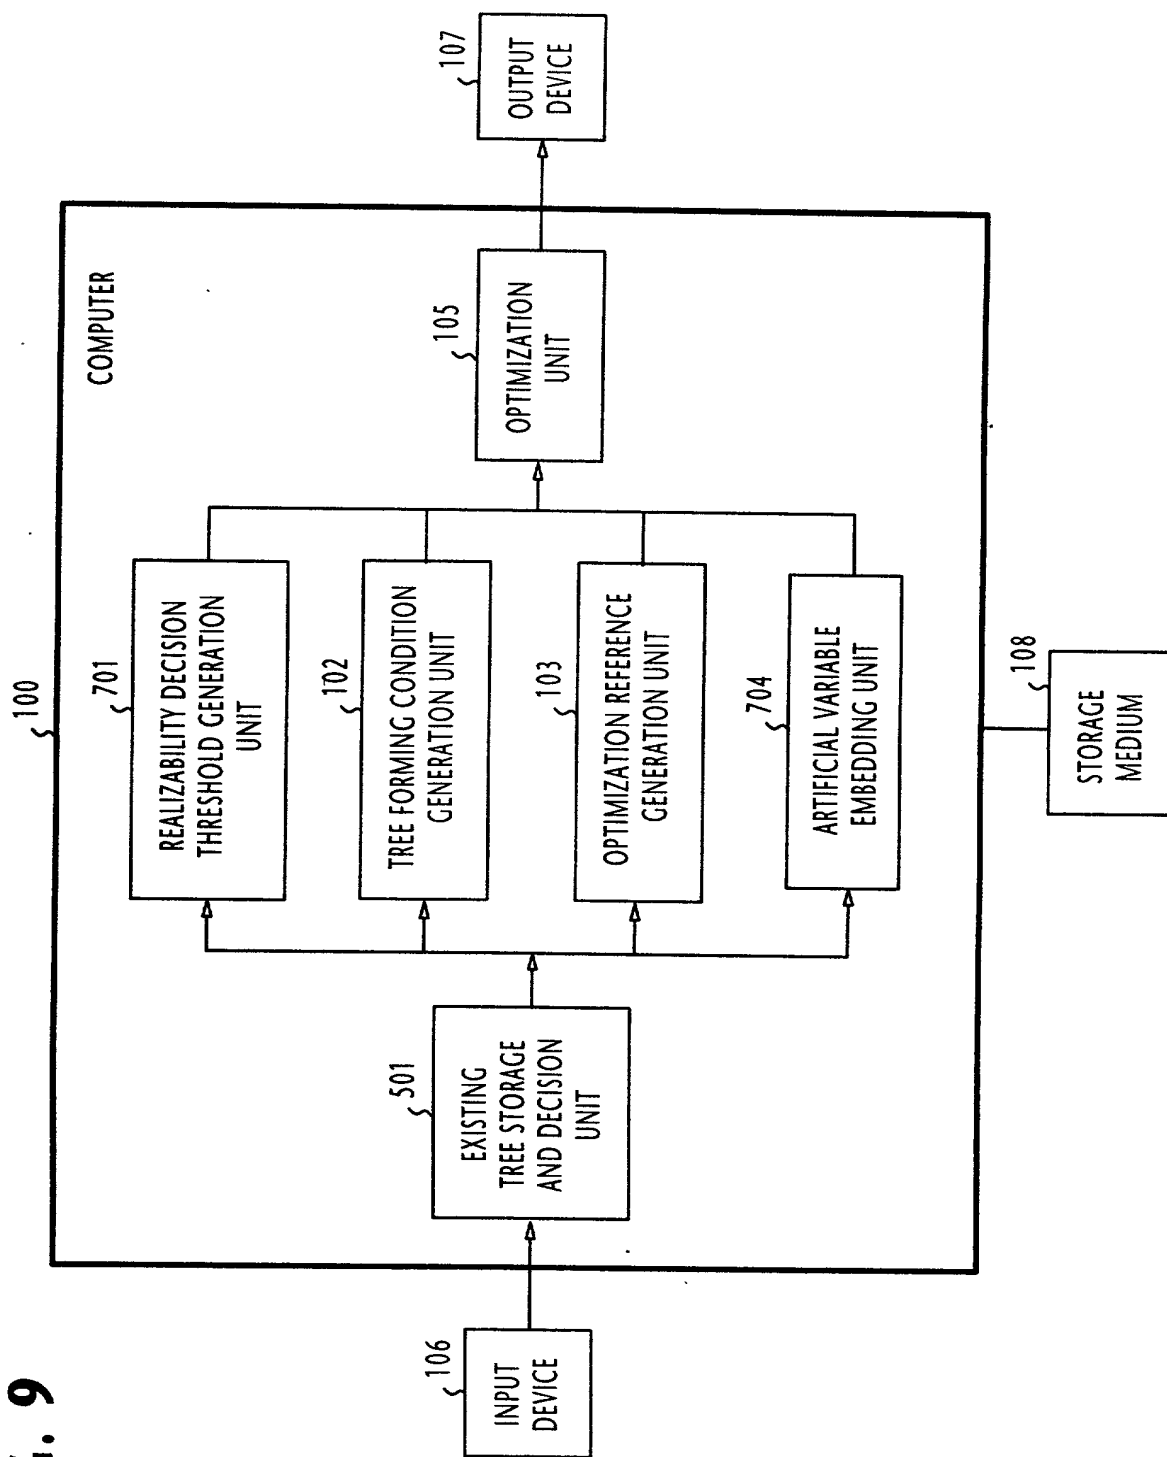 9
100
COMPUTER
106
INPUT
DEVICE
501
EXISTING
TREE STORAGE
AND DECISION
UNIT
701
REALIZABILITY DECISION
THRESHOLD GENERATION
UNIT
102
TREE FORMING CONDITION
GENERATION UNIT
103
OPTIMIZATION REFERENCE
GENERATION UNIT
704
ARTIFICIAL VARIABLE
EMBEDDING UNIT
105
OPTIMIZATION
UNIT
107
OUTPUT
DEVICE
108
STORAGE
MEDIUM